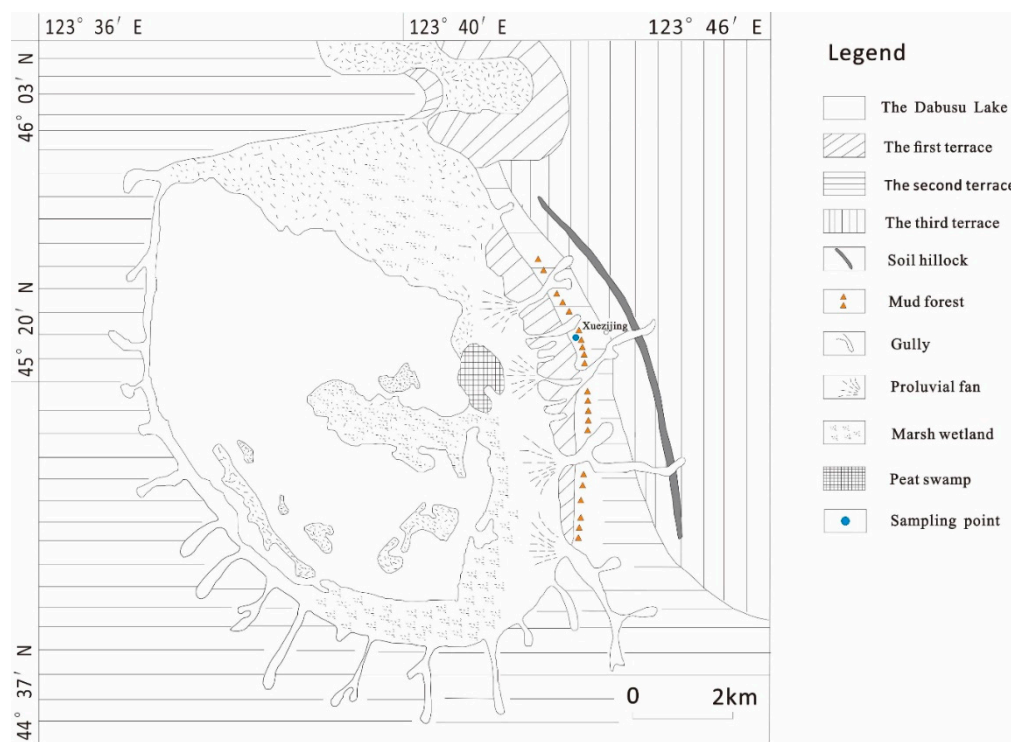 123° 36′ E
123° 40′ E
123° 46′ E
46° 03′ N
45° 20′ N
44° 37′ N
Xuezijing
0 2km
Legend
The Dabusu Lake
The first terrace
The second terrace
The third terrace
Soil hillock
Mud forest
Gully
Proluvial fan
Marsh wetland
Peat swamp
Sampling point